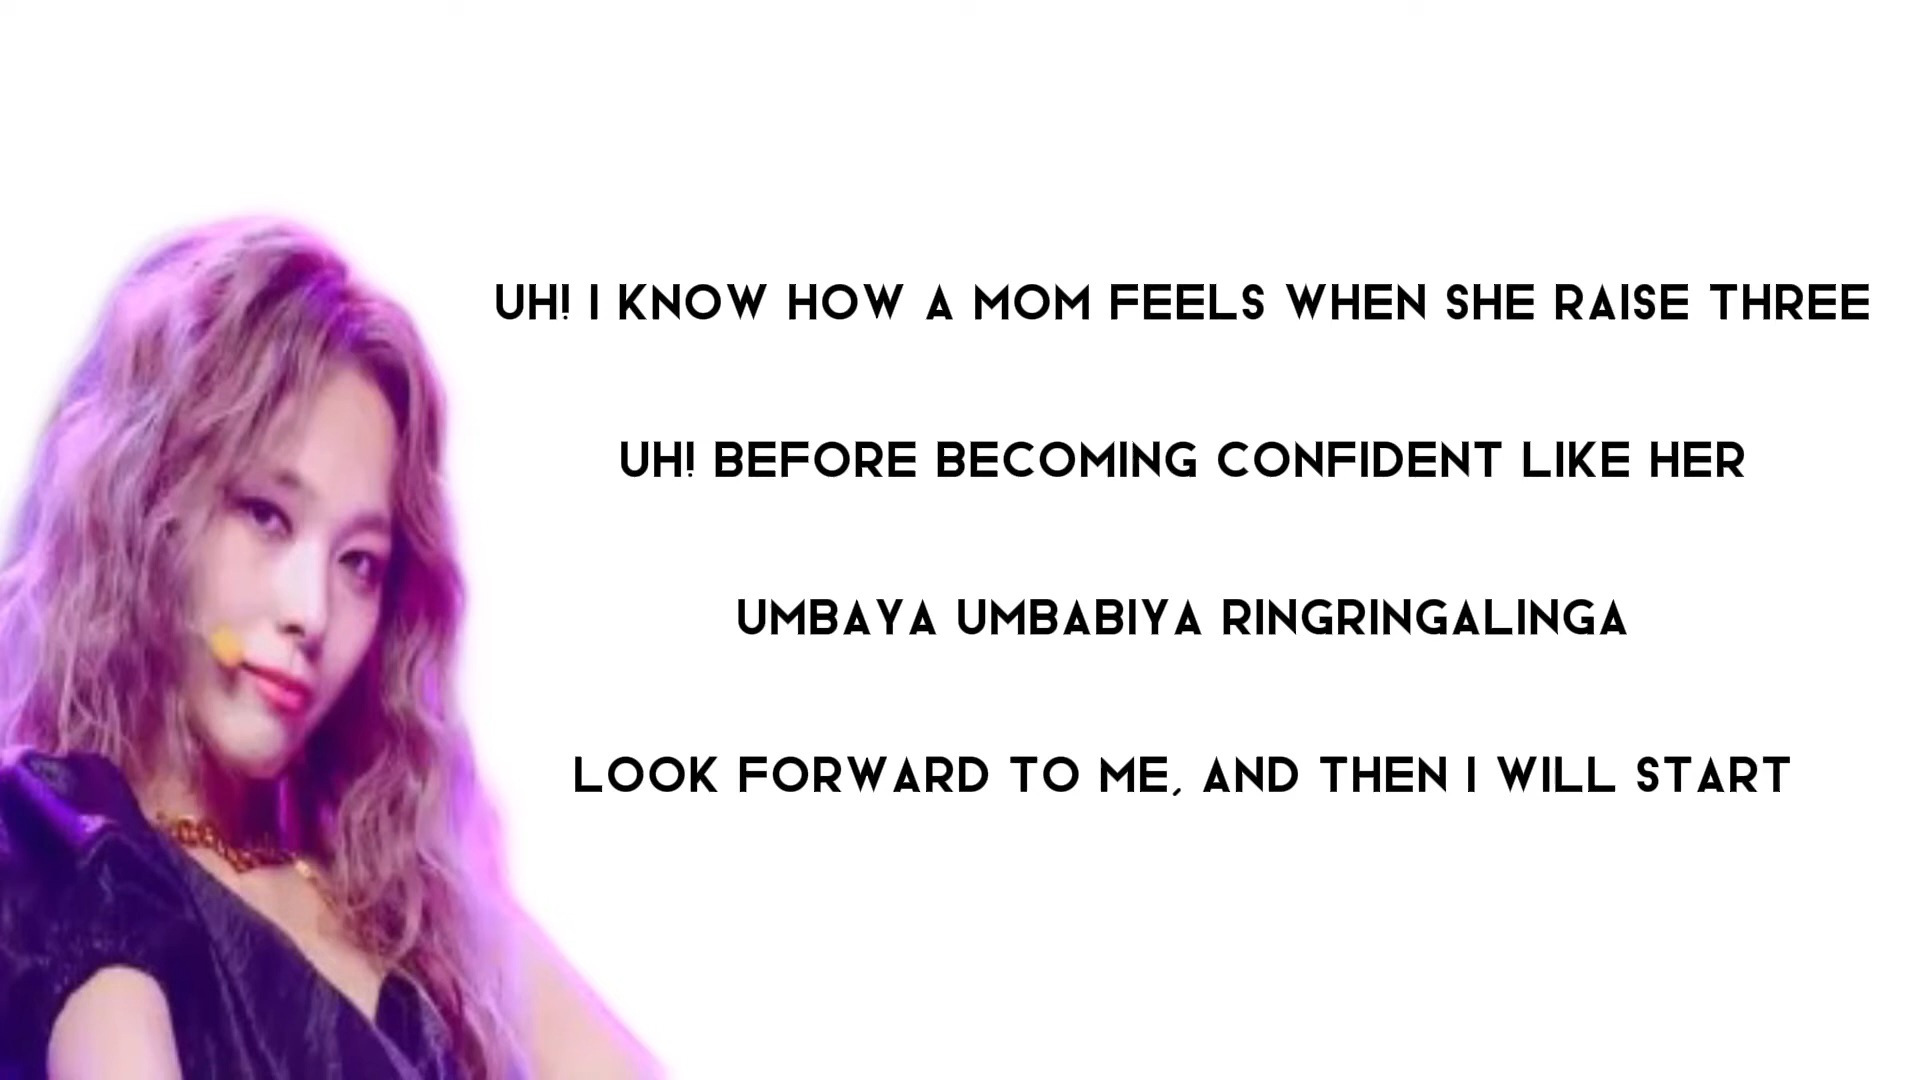 UH! I KNOW HOW A MOM FEELS WHEN SHE RAISE THREE
UH! BEFORE BECOMING CONFIDENT LIKE HER
UMBAYA UMBABIYA RINGRINGALINGA
LOOK FORWARD TO ME, AND THEN I WILL START